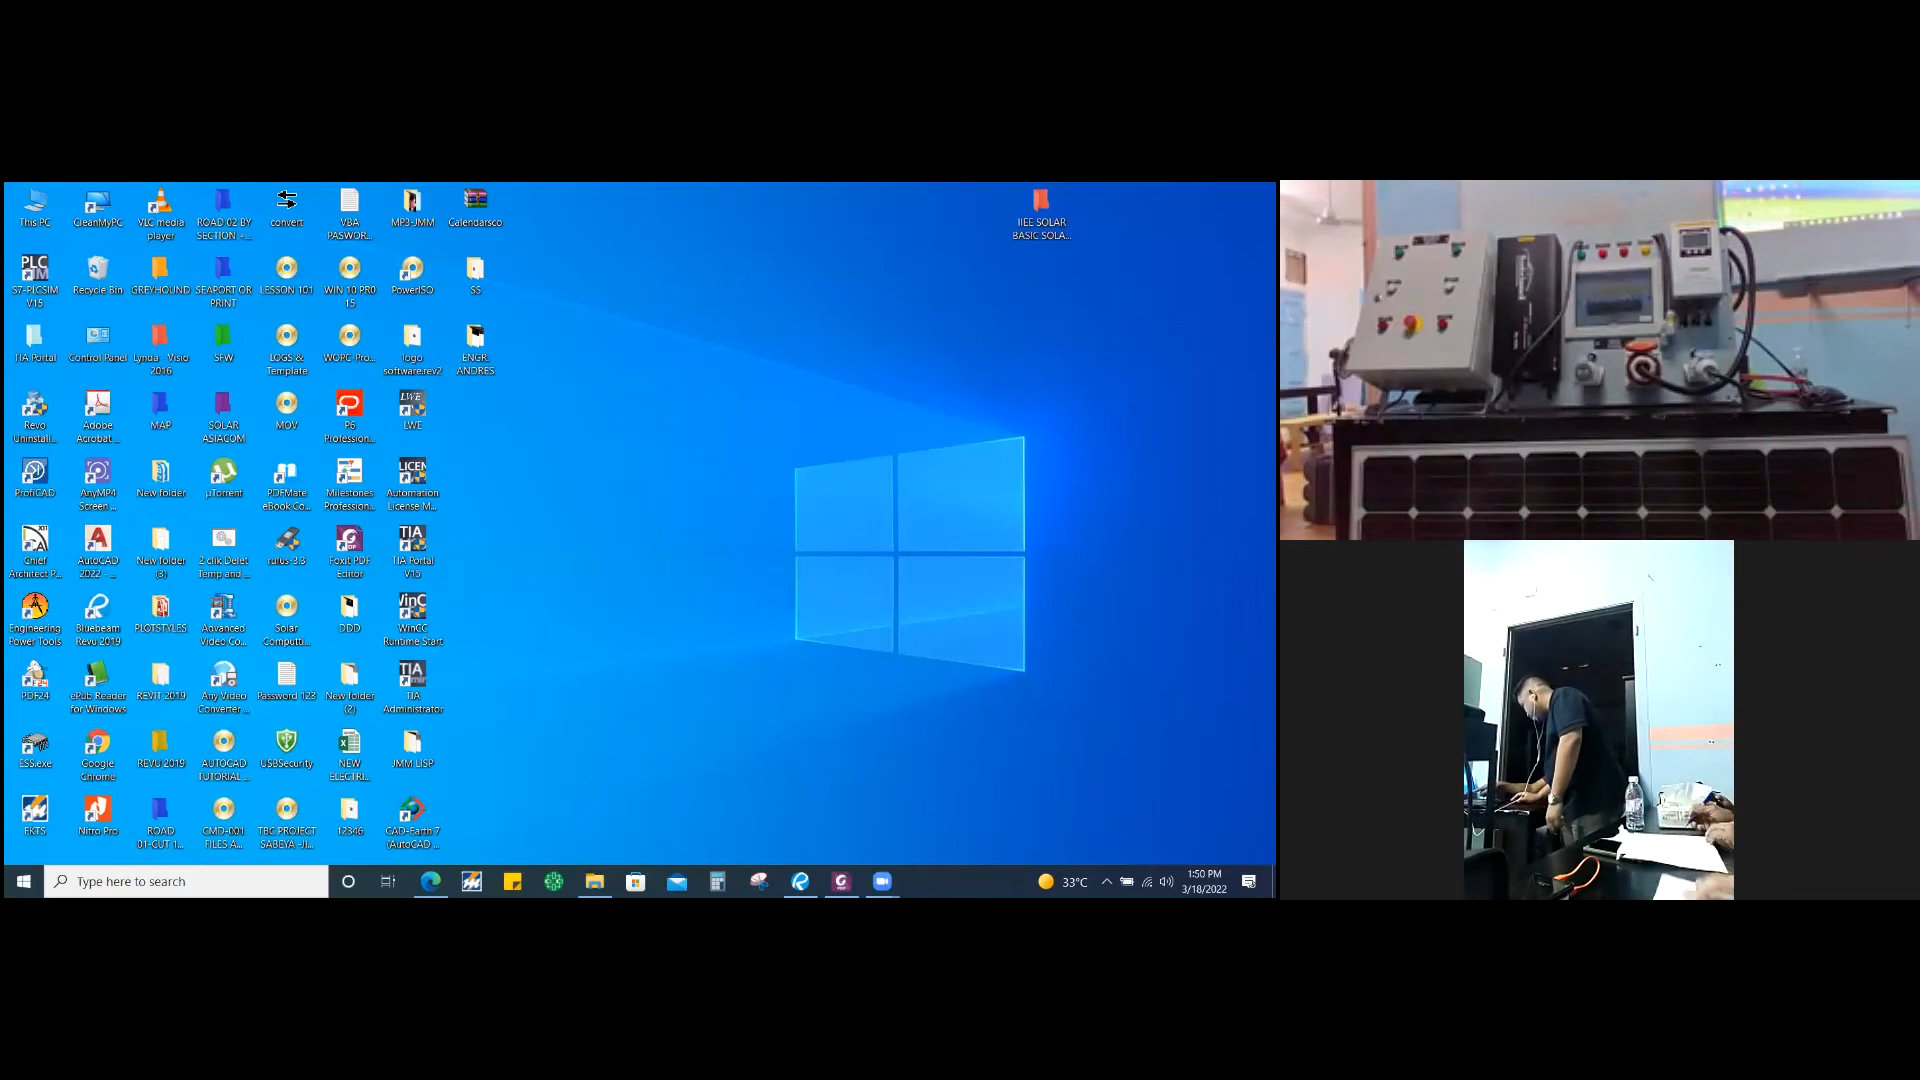 This PC
CleanMyPC
VLC media
player
ROAD 02 BY
SECTION -...
convert
VBA
PASWOR...
MP3-JMM
Calendarsco
IIEE SOLAR
BASIC SOLA...
S7-PLCSIM
V15
Recycle Bin
GREYHOUND
SEAPORT OR
PRINT
LESSON 101
WIN 10 PRO
15
PowerISO
SS
TIA Portal
Control Panel
Lynda - Visio
2016
SFW
LOGS &
Template
WOPC-Pro...
logo
software.rev2
ENGR.
ANDRES
Revo
Uninstall...
Adobe
Acrobat ...
MAP
SOLAR
ASIACOM
MOV
P6
Profession...
LWE
LWE
ProfiCAD
AnyMP4
Screen ...
New folder
µTorrent
PDFMate
eBook Co...
Milestones
Profession...
Automation
License M...
Chief
Architect P...
AutoCAD
2022 - ...
New folder
(3)
2 clik Delet
Temp and ...
rufus-3.3
Foxit PDF
Editor
TIA
TIA Portal
V15
Engineering
Power Tools
Bluebeam
Revu 2019
PLOTSTYLES
Advanced
Video Co...
Solar
Computti...
DDD
WinCC
Runtime Start
PDF24
ePub Reader
for Windows
REVIT 2019
Any Video
Converter ...
Password 123
New folder
(2)
TIA
TIA
Administrator
ESS.exe
Google
Chrome
REVU 2019
AUTOCAD
TUTORIAL ...
USBSecurity
NEW
ELECTRI...
JMM LISP
EKTS
Nitro Pro
ROAD
01-CUT 1...
CMD-001
FILES A...
TBC PROJECT
SABEYA -JI...
12346
CAD-Earth 7
(AutoCAD ...
Type here to search
33°C
1:50 PM
3/18/2022